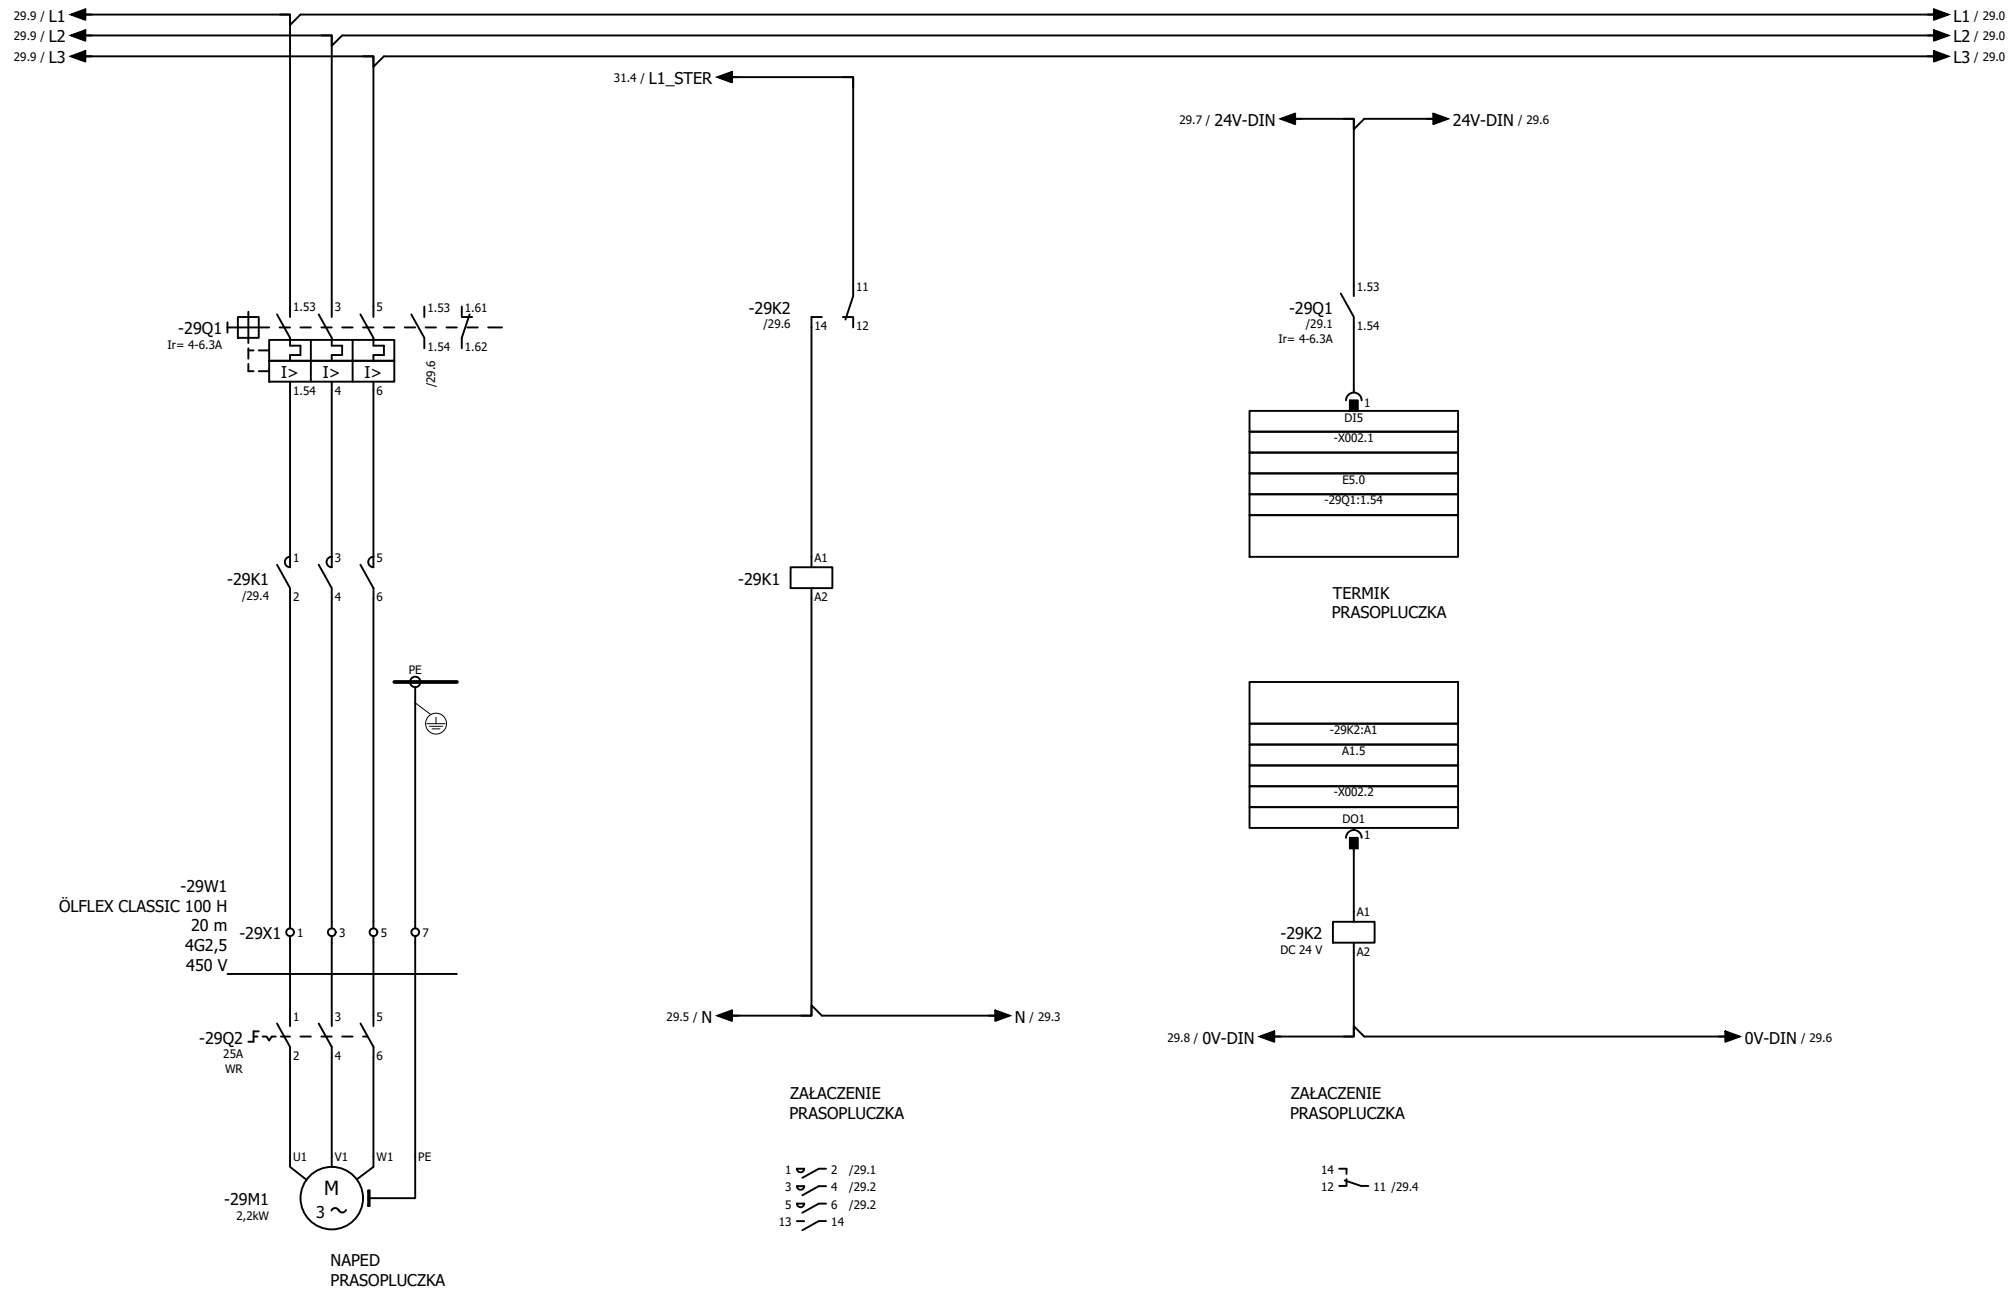 29.9 / L1
L1 / 29.0
29.9 / L2
L2 / 29.0
29.9 / L3
L3 / 29.0
31.4 / L1_STER
29.7 / 24V-DIN
24V-DIN / 29.6
-29Q1
Ir= 4-6.3A
1.53
3
5
1.53
1.61
1.54
1.62
/29.6
I>
I>
I>
1.54
4
6
-29K2
/29.6
11
14
12
-29Q1
/29.1
Ir= 4-6.3A
1.53
1.54
1
DI5
-X002.1
E5.0
-29Q1:1.54
TERMIK
PRASOPLUCZKA
-29K1
/29.4
1
3
5
2
4
6
-29K1
A1
A2
PE
-29K2:A1
A1.5
-X002.2
DO1
1
-29W1
ÖLFLEX CLASSIC 100 H
20 m
4G2,5
450 V
-29X1
1
3
5
7
-29K2
DC 24 V
A1
A2
-29Q2
25A
WR
1
3
5
2
4
6
29.5 / N
N / 29.3
29.8 / 0V-DIN
0V-DIN / 29.6
ZAŁACZENIE
PRASOPLUCZKA
ZAŁACZENIE
PRASOPLUCZKA
U1
V1
W1
PE
-29M1
2,2kW
M
3 ~
1 2 /29.1
3 4 /29.2
5 6 /29.2
13 14
14
12 11 /29.4
NAPED
PRASOPLUCZKA